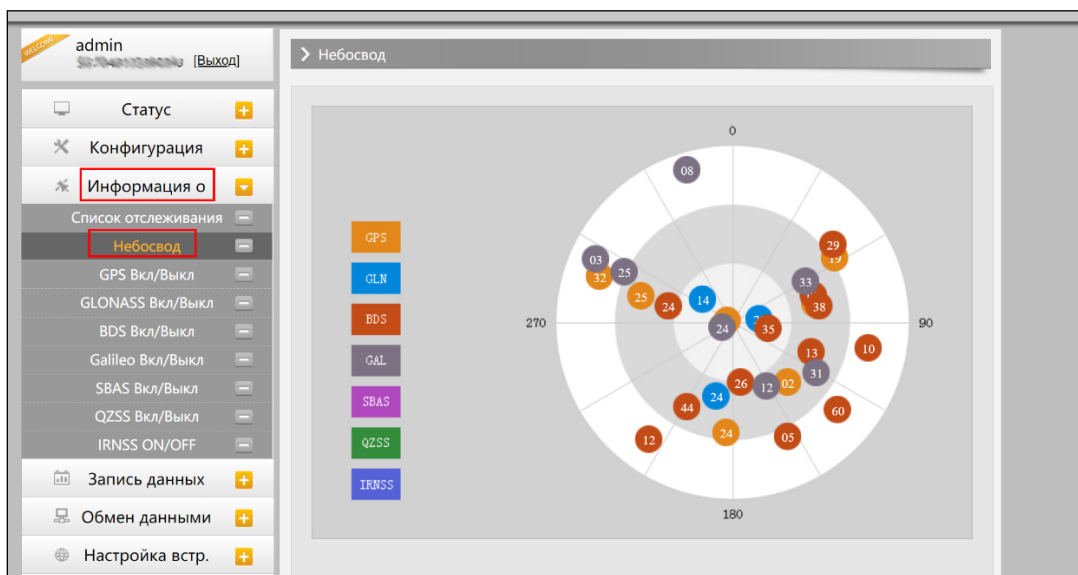 WELCOME
admin
[Выход]
Статус
Конфигурация
Информация о
Список отслеживания
Небосвод
GPS Вкл/Выкл
GLONASS Вкл/Выкл
BDS Вкл/Выкл
Galileo Вкл/Выкл
SBAS Вкл/Выкл
QZSS Вкл/Выкл
IRNSS ON/OFF
Запись данных
Обмен данными
Настройка встр.
Небосвод
GPS
GLN
BDS
GAL
SBAS
QZSS
IRNSS
0
90
180
270
08
29
19
03
25
32
33
25
24
14
38
24
35
10
13
31
26
12
02
24
44
60
24
05
12